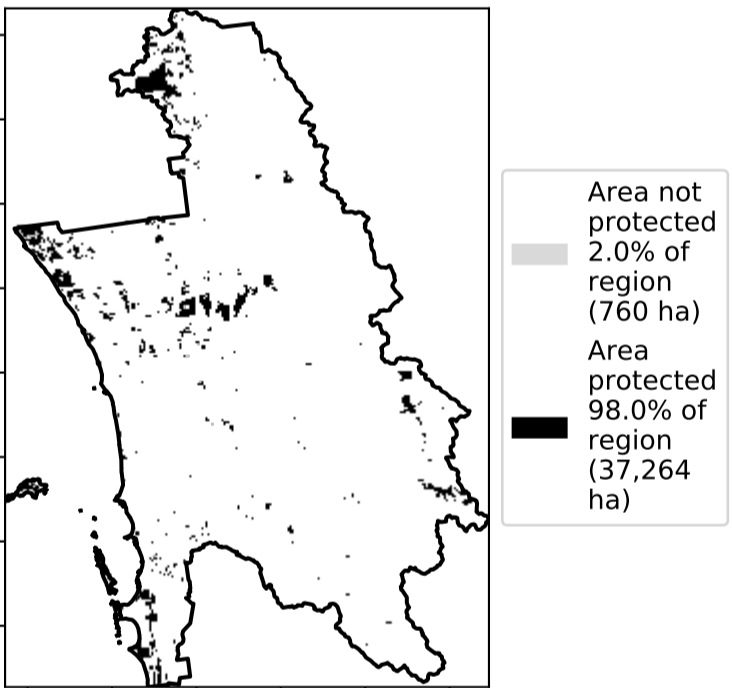 Area not
protected
2.0% of
region
(760 ha)
Area
protected
98.0% of
region
(37,264
ha)